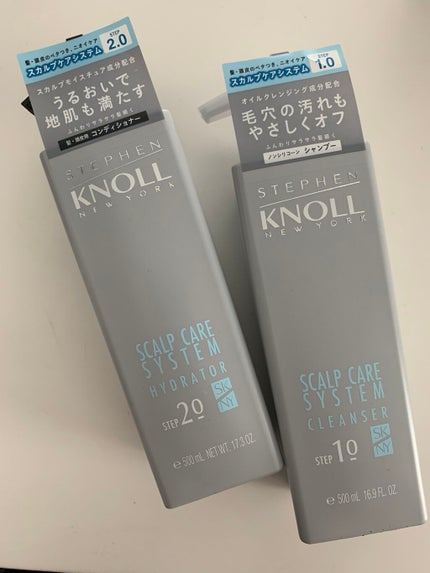 髪・頭皮のベタつき、ニオイケア
スカルプケアシステム
STEP
2.0
スカルプモイスチュア成分配合
うるおいで
地肌も満たす
ふんわりサラサラ髪続く
髪・頭皮用 コンディショナー
STEPHEN
KNOLL
NEW YORK
SCALP CARE
SYSTEM
HYDRATOR
STEP 2.0
SK
NY
e 500 mL NET WT. 17.3 OZ.
髪・頭皮のベタつき、ニオイケア
スカルプケアシステム
STEP
1.0
オイルクレンジング成分配合
毛穴の汚れも
やさしくオフ
ふんわりサラサラ髪続く
ノンシリコーン シャンプー
STEPHEN
KNOLL
NEW YORK
SCALP CARE
SYSTEM
CLEANSER
STEP 1.0
SK
NY
e 500 mL 16.9 FL. OZ.